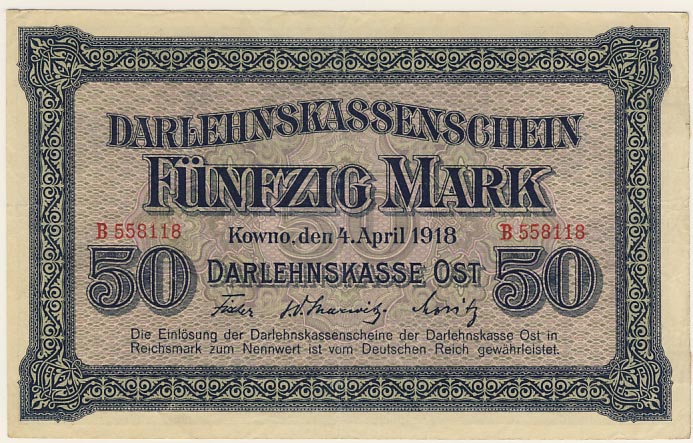 DARLEHNSKASSENSCHEIN
FÜNFZIG MARK
B 558118 B 558118
Kowno, den 4. April 1918
50 DARLEHNSKASSE OST 50
Die Einlösung der Darlehnskassenscheine der Darlehnskasse Ost in
Reichsmark zum Nennwert ist vom Deutschen Reich gewährleistet.